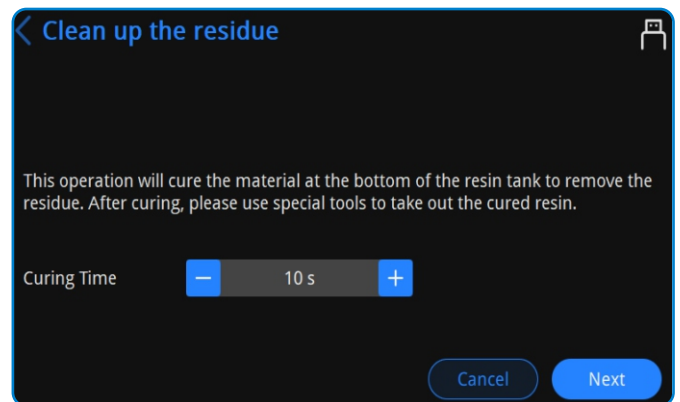 Clean up the residue
This operation will cure the material at the bottom of the resin tank to remove the
residue. After curing, please use special tools to take out the cured resin.
Curing Time − 10 s +
Cancel Next